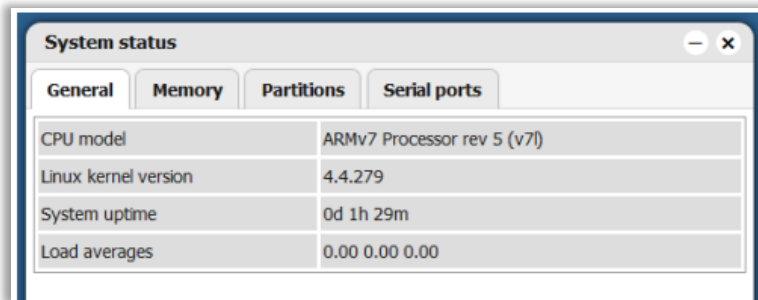 System status
General Memory Partitions Serial ports
CPU model ARMv7 Processor rev 5 (v7l)
Linux kernel version 4.4.279
System uptime 0d 1h 29m
Load averages 0.00 0.00 0.00